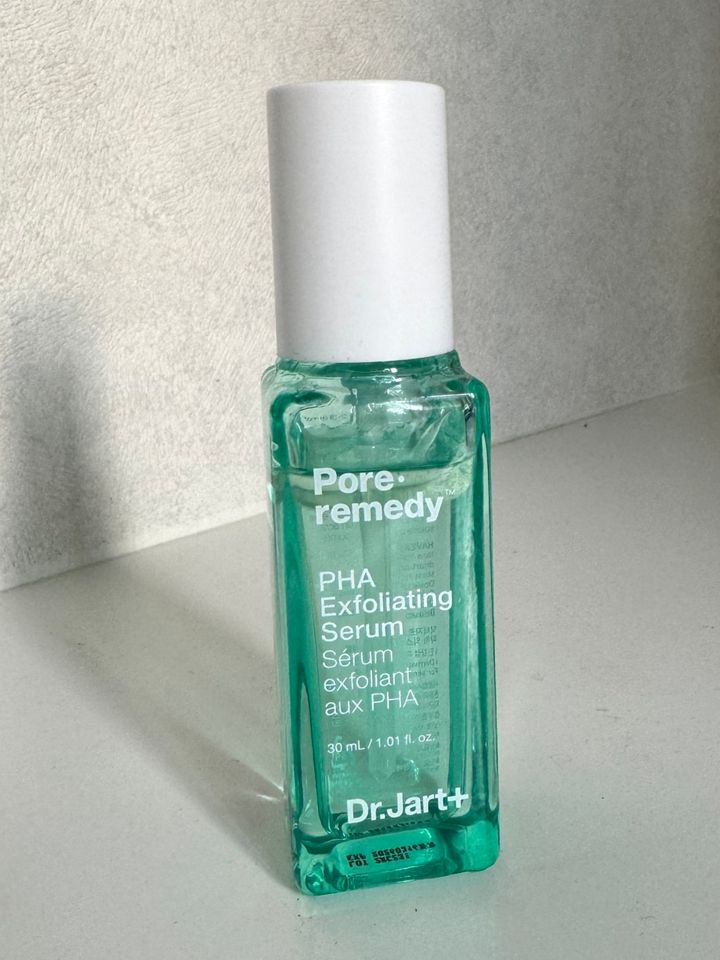 Pore·
remedy™
PHA
Exfoliating
Serum
Sérum
exfoliant
aux PHA
30 mL / 1.01 fl. oz.
Dr.Jart+